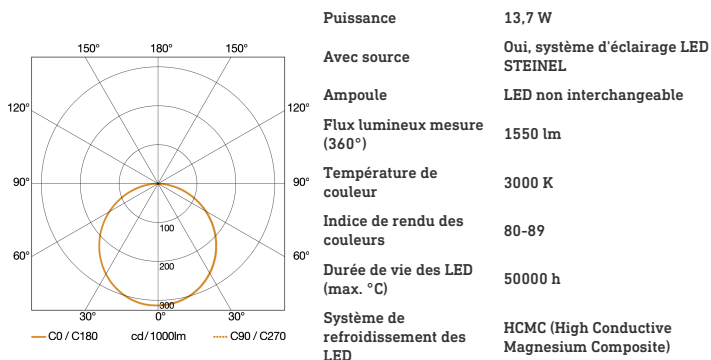 150° 180° 150°
120° 120°
90° 90°
100
60° 60°
200
300
30° 0° 30°
C0 / C180 cd/1000lm C90 / C270
Puissance 13,7 W
Avec source Oui, système d'éclairage LED
STEINEL
Ampoule LED non interchangeable
Flux lumineux mesure
(360°) 1550 lm
Température de
couleur 3000 K
Indice de rendu des
couleurs 80-89
Durée de vie des LED
(max. °C) 50000 h
Système de
refroidissement des
LED
HCMC (High Conductive
Magnesium Composite)